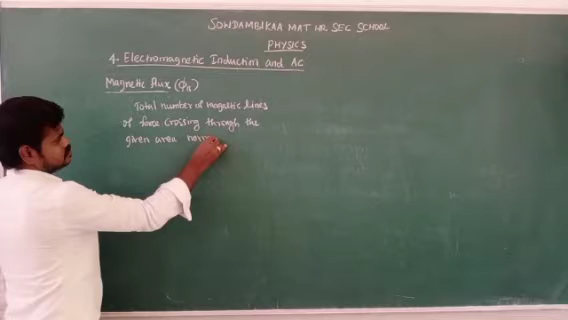 SOWDAMBIKAA MAT HR SEC SCHOOL
PHYSICS
4. Electromagnetic Induction and AC
Magnetic flux (ΦB)
Total number of magnetic lines
of force crossing through the
given area nor